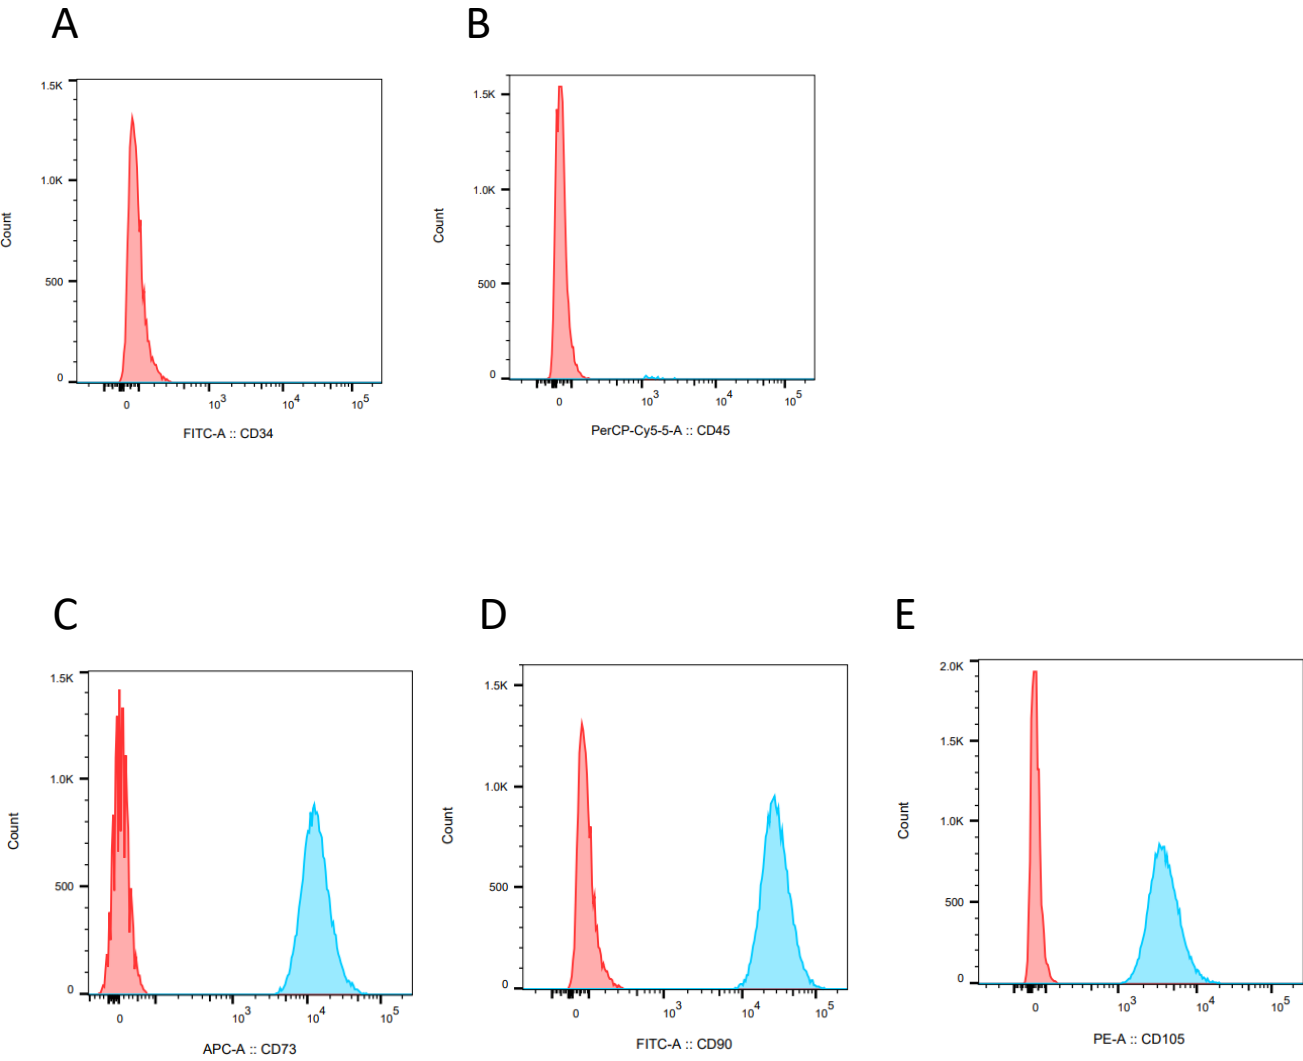 A
B
1.5K
1.0K
500
0
Count
0 10³ 10⁴ 10⁵
FITC-A :: CD34
1.5K
1.0K
500
0
Count
0 10³ 10⁴ 10⁵
PerCP-Cy5-5-A :: CD45
C
D
E
1.5K
1.0K
500
0
Count
0 10³ 10⁴ 10⁵
APC-A :: CD73
1.5K
1.0K
500
0
Count
0 10³ 10⁴ 10⁵
FITC-A :: CD90
2.0K
1.5K
1.0K
500
0
Count
0 10³ 10⁴ 10⁵
PE-A :: CD105